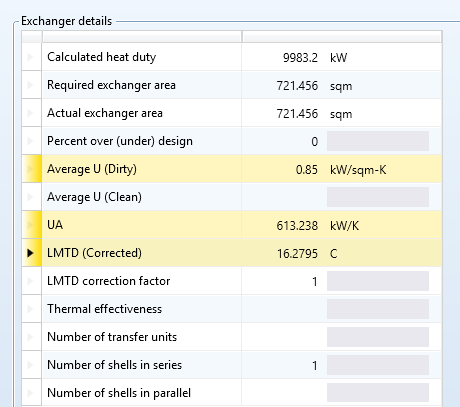 Exchanger details
Calculated heat duty 9983.2 kW
Required exchanger area 721.456 sqm
Actual exchanger area 721.456 sqm
Percent over (under) design 0
Average U (Dirty) 0.85 kW/sqm-K
Average U (Clean)
UA 613.238 kW/K
LMTD (Corrected) 16.2795 C
LMTD correction factor 1
Thermal effectiveness
Number of transfer units
Number of shells in series 1
Number of shells in parallel